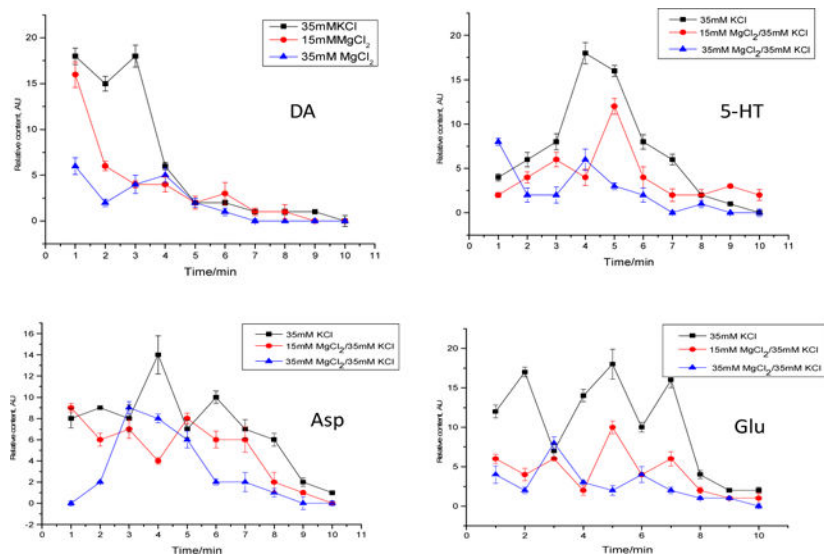 35mMKCl
15mMMgCl₂
35mM MgCl₂
DA
Relative content, AU
15
10
5
0
0 1 2 3 4 5 6 7 8 9 10 11
Time/min
35mM KCl
15mM MgCl₂/35mM KCl
35mM MgCl₂/35mM KCl
5-HT
Relative content, AU
20
15
10
5
0
0 1 2 3 4 5 6 7 8 9 10 11
Time/min
35mM KCl
15mM MgCl₂/35mM KCl
35mM MgCl₂/35mM KCl
Asp
Relative content, AU
16
14
12
10
8
6
4
2
0
-2
0 1 2 3 4 5 6 7 8 9 10 11
Time/min
35mM KCl
15mM MgCl₂/35mM KCl
35mM MgCl₂/35mM KCl
Glu
Relative content, AU
20
15
10
5
0
0 2 4 6 8 10
Time/min